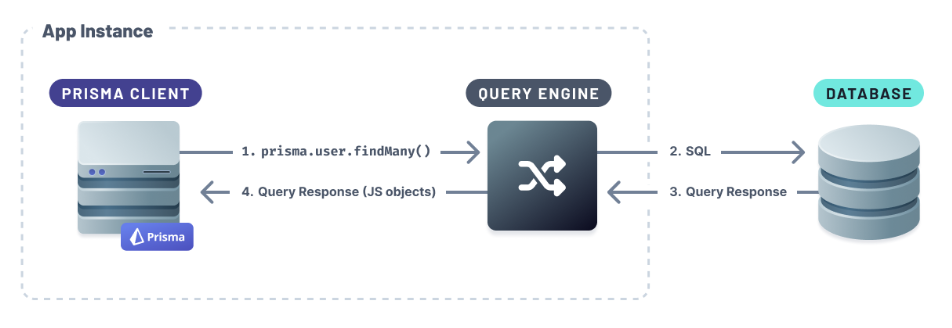 App Instance
PRISMA CLIENT
QUERY ENGINE
DATABASE
1. prisma.user.findMany()
2. SQL
4. Query Response (JS objects)
3. Query Response
Prisma